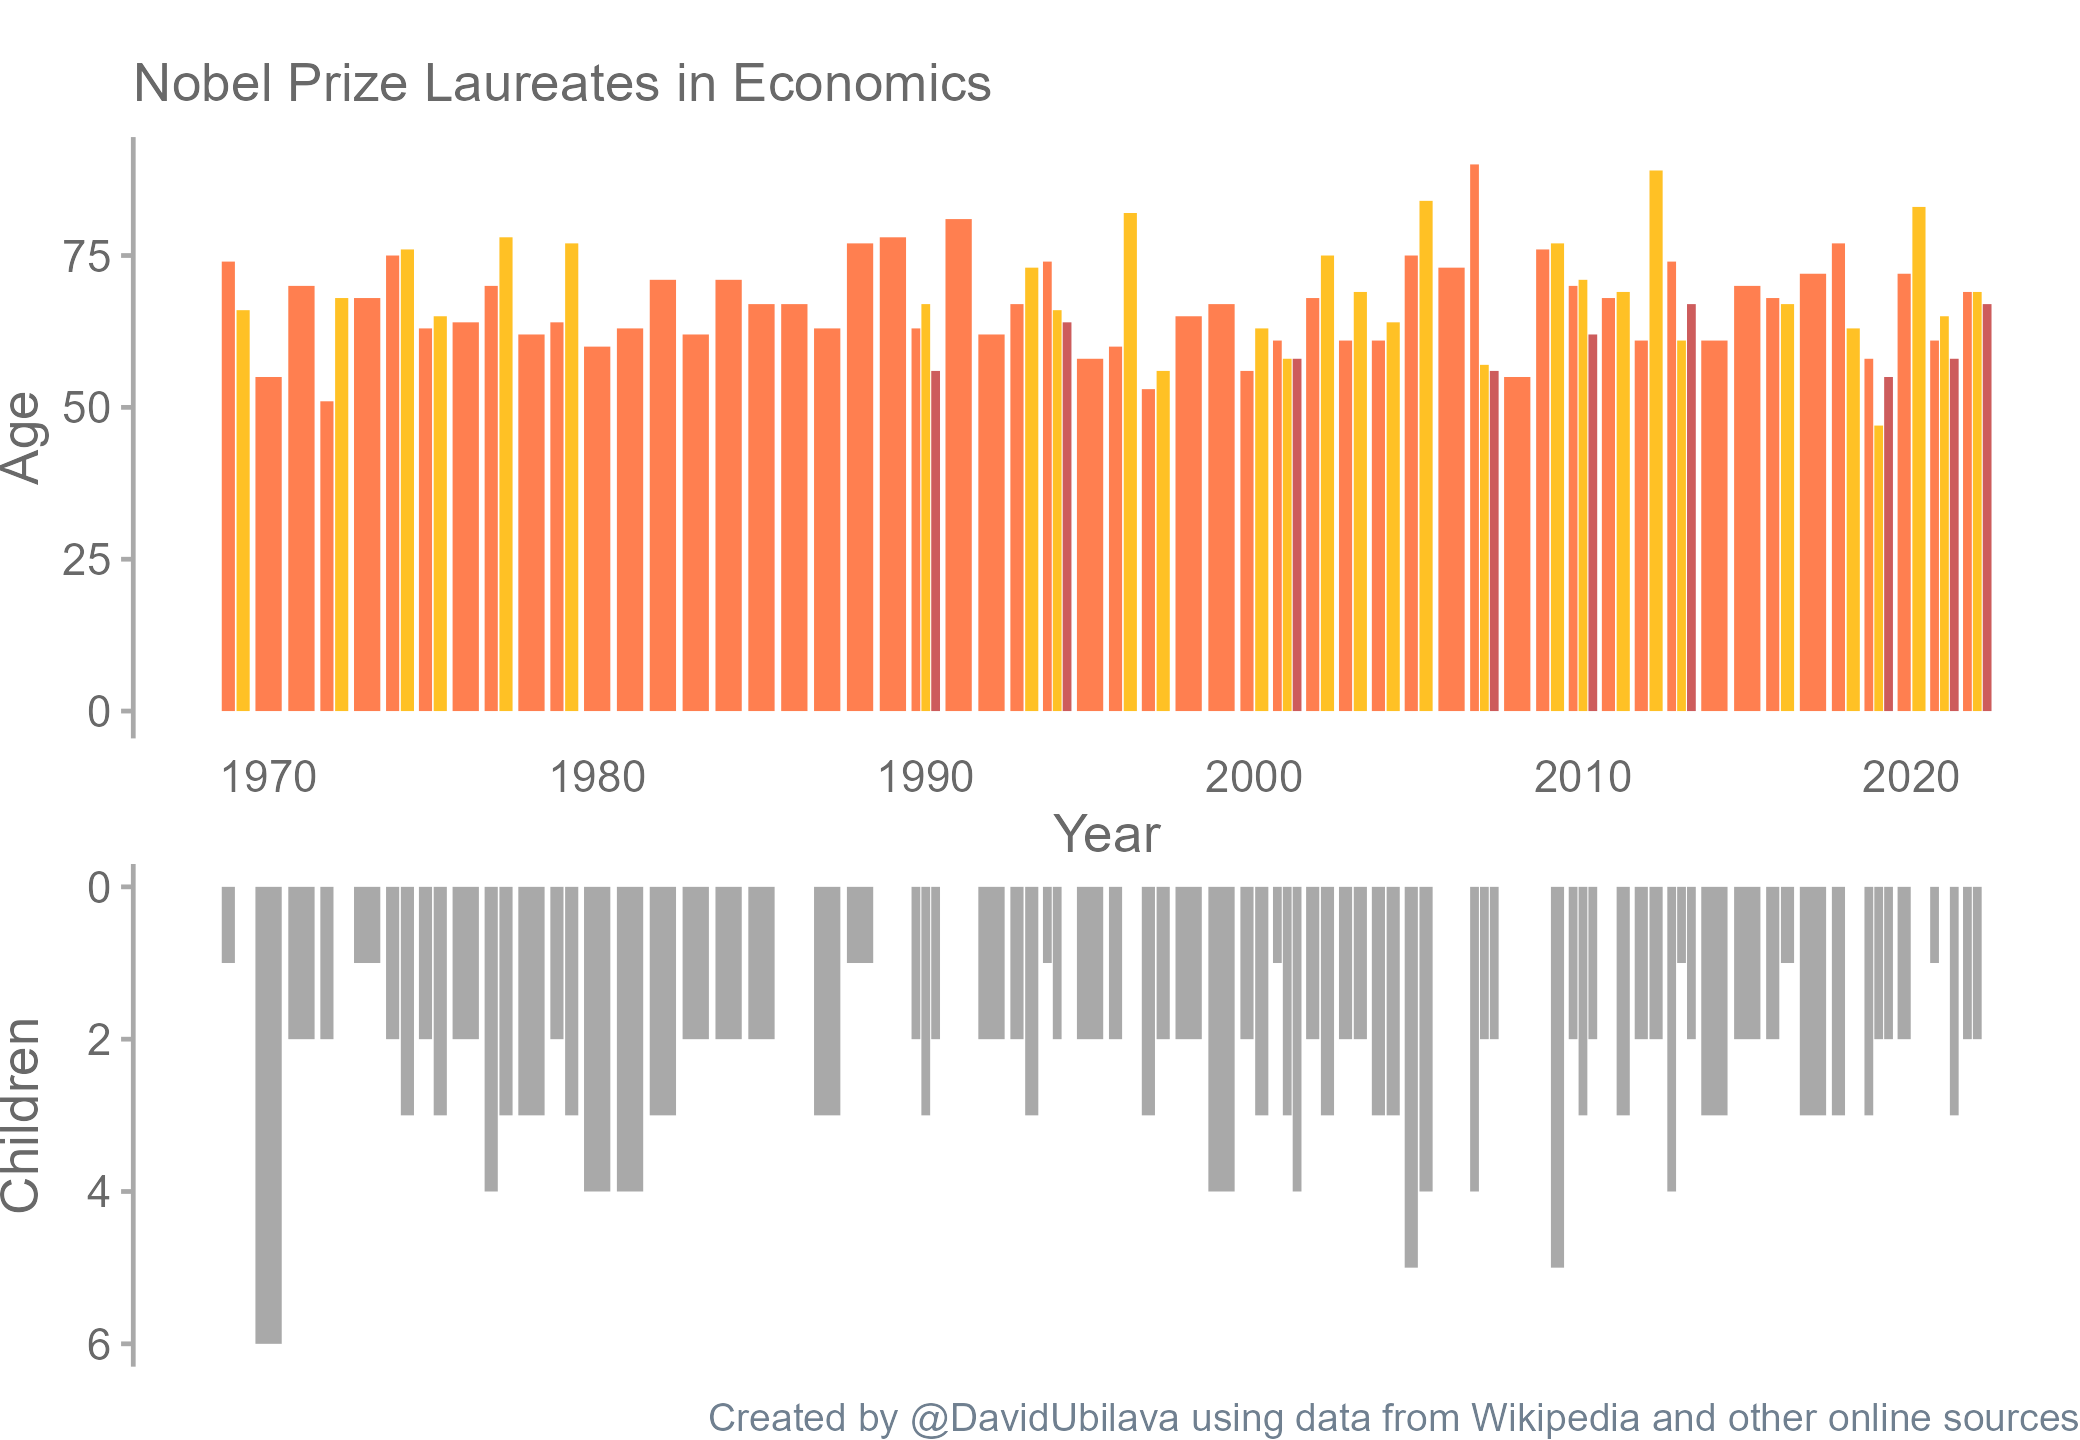 Nobel Prize Laureates in Economics
Age
75
50
25
0
1970 1980 1990 2000 2010 2020
Year
Children
0
2
4
6
Created by @DavidUbilava using data from Wikipedia and other online sources